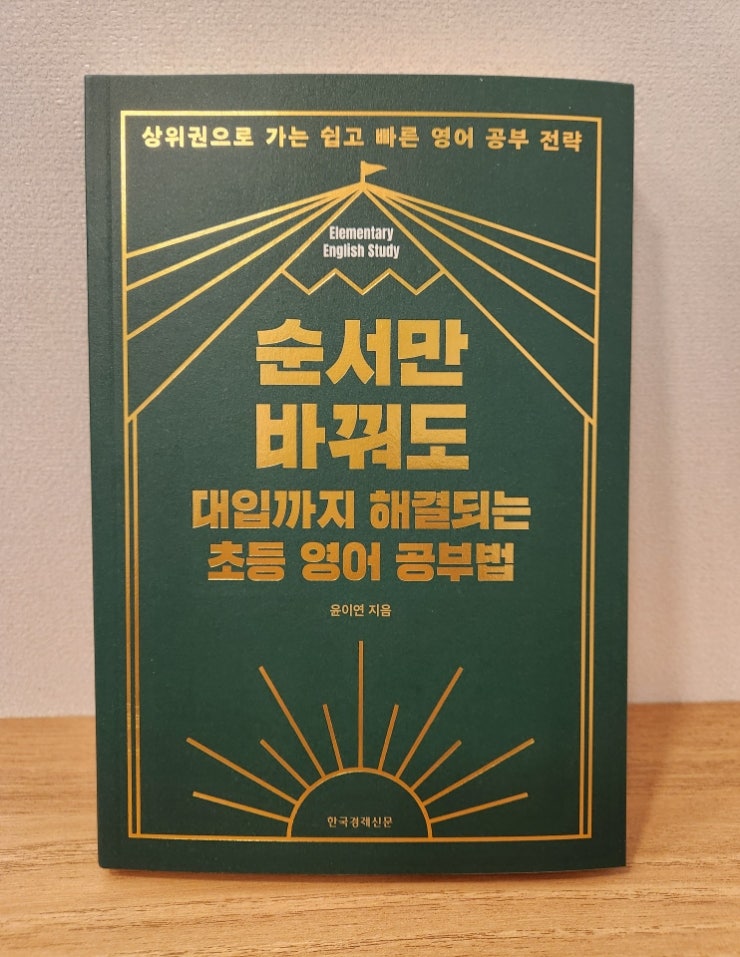 상위권으로 가는 쉽고 빠른 영어 공부 전략
Elementary
English Study
순서만
바꿔도
대입까지 해결되는
초등 영어 공부법
윤이연 지음
한국경제신문